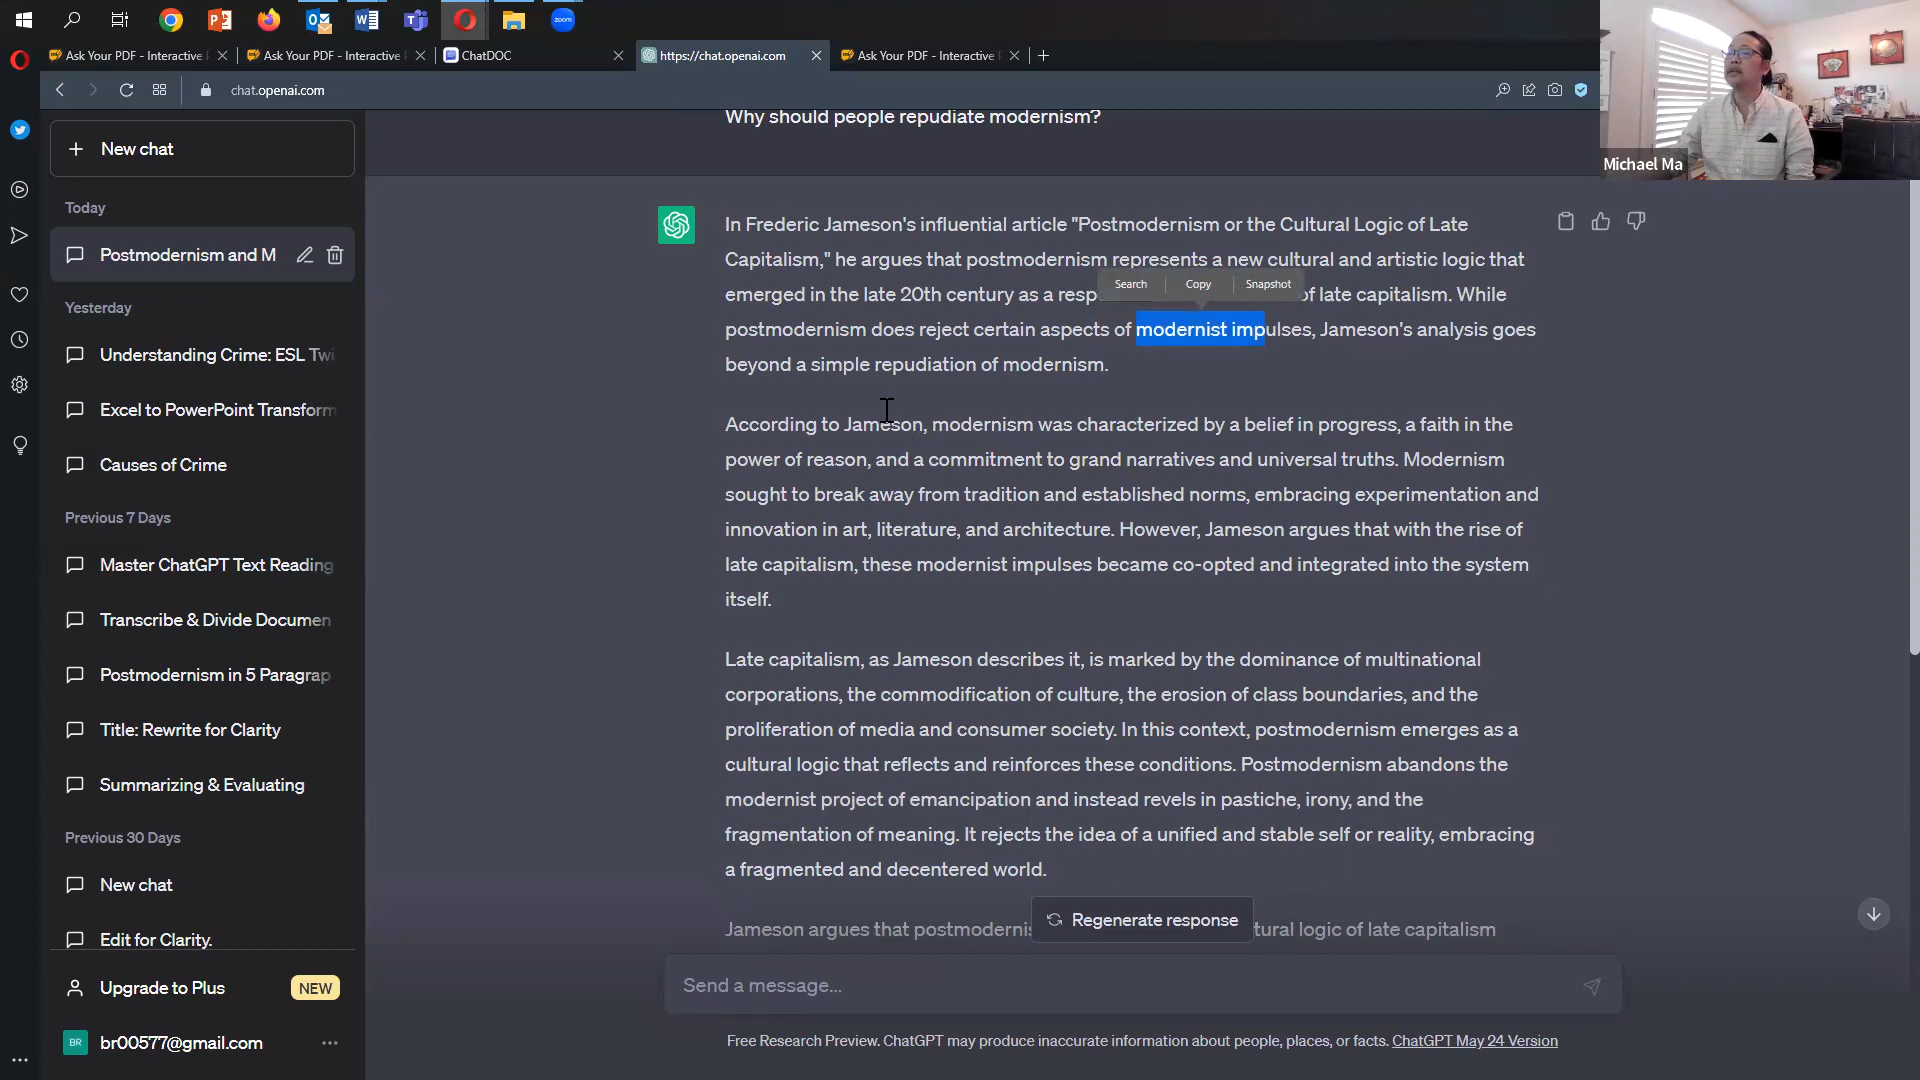 Ask Your PDF - Interactive
Ask Your PDF - Interactive
ChatDOC
https://chat.openai.com
Ask Your PDF - Interactive
chat.openai.com
Michael Ma
New chat
Today
Postmodernism and M
Yesterday
Understanding Crime: ESL Twi
Excel to PowerPoint Transform
Causes of Crime
Previous 7 Days
Master ChatGPT Text Reading
Transcribe & Divide Documen
Postmodernism in 5 Paragrap
Title: Rewrite for Clarity
Summarizing & Evaluating
Previous 30 Days
New chat
Edit for Clarity.
Upgrade to Plus NEW
BR br00577@gmail.com
Why should people repudiate modernism?
In Frederic Jameson's influential article "Postmodernism or the Cultural Logic of Late
Capitalism," he argues that postmodernism represents a new cultural and artistic logic that
Search Copy Snapshot
emerged in the late 20th century as a resp of late capitalism. While
postmodernism does reject certain aspects of modernist impulses, Jameson's analysis goes
beyond a simple repudiation of modernism.
According to Jameson, modernism was characterized by a belief in progress, a faith in the
power of reason, and a commitment to grand narratives and universal truths. Modernism
sought to break away from tradition and established norms, embracing experimentation and
innovation in art, literature, and architecture. However, Jameson argues that with the rise of
late capitalism, these modernist impulses became co-opted and integrated into the system
itself.
Late capitalism, as Jameson describes it, is marked by the dominance of multinational
corporations, the commodification of culture, the erosion of class boundaries, and the
proliferation of media and consumer society. In this context, postmodernism emerges as a
cultural logic that reflects and reinforces these conditions. Postmodernism abandons the
modernist project of emancipation and instead revels in pastiche, irony, and the
fragmentation of meaning. It rejects the idea of a unified and stable self or reality, embracing
a fragmented and decentered world.
Jameson argues that postmodernis tural logic of late capitalism
Regenerate response
Send a message...
Free Research Preview. ChatGPT may produce inaccurate information about people, places, or facts. ChatGPT May 24 Version